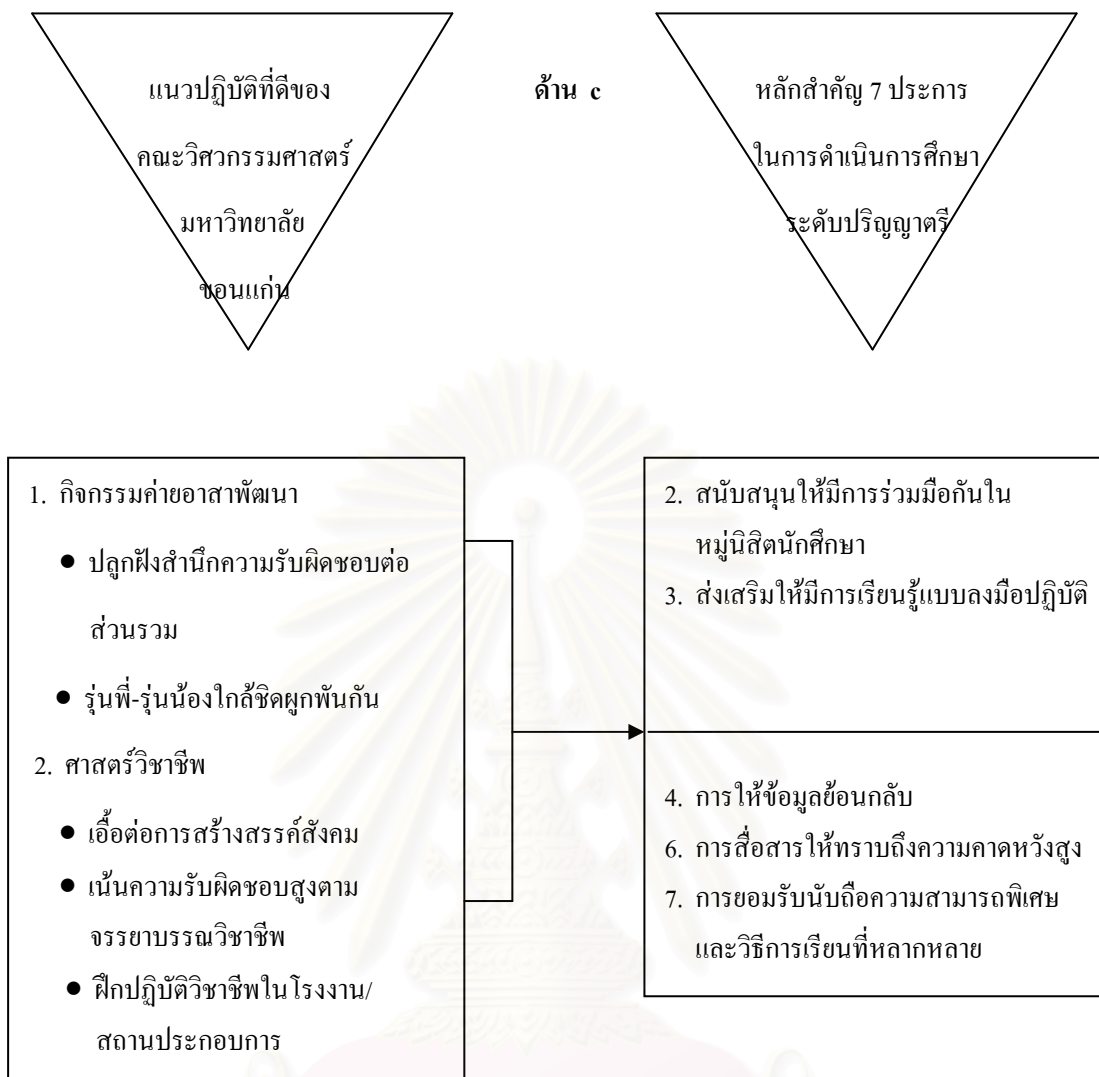 แนวปฏิบัติที่ดีของ
คณะวิศวกรรมศาสตร์
มหาวิทยาลัย
ขอนแก่น
ด้าน c
หลักสำคัญ 7 ประการ
ในการดำเนินการศึกษา
ระดับปริญญาตรี
1. กิจกรรมค่ายอาสาพัฒนา
● ปลูกฝังสำนึกความรับผิดชอบต่อ
ส่วนรวม
● รุ่นพี่-รุ่นน้องใกล้ชิดผูกพันกัน
2. ศาสตร์วิชาชีพ
● เอื้อต่อการสร้างสรรค์สังคม
● เน้นความรับผิดชอบสูงตาม
จรรยาบรรณวิชาชีพ
● ฝึกปฏิบัติวิชาชีพในโรงงาน/
สถานประกอบการ
2. สนับสนุนให้มีการร่วมมือกันใน
หมู่นิสิตนักศึกษา
3. ส่งเสริมให้มีการเรียนรู้แบบลงมือปฏิบัติ
4. การให้ข้อมูลย้อนกลับ
6. การสื่อสารให้ทราบถึงความคาดหวังสูง
7. การยอมรับนับถือความสามารถพิเศษ
และวิธีการเรียนที่หลากหลาย